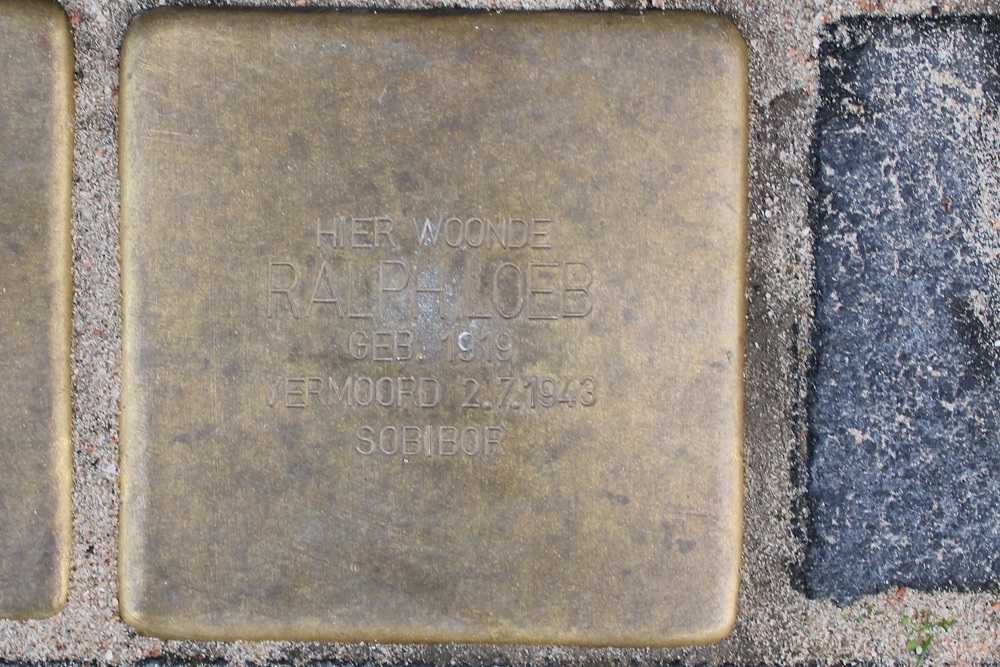 HIER WOONDE
RALPH LOEB
GEB. 1919
VERMOORD 2.7.1943
SOBIBOR